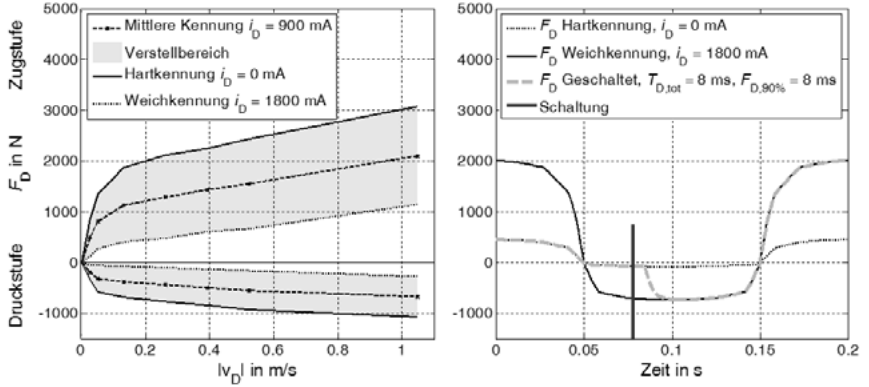 Zugstufe
F_D in N
Druckstufe
5000
4000
3000
2000
1000
0
-1000
Mittlere Kennung i_D = 900 mA
Verstellbereich
Hartkennung i_D = 0 mA
Weichkennung i_D = 1800 mA
0
0.2
0.4
0.6
0.8
1
|v_D| in m/s
5000
4000
3000
2000
1000
0
-1000
F_D Hartkennung, i_D = 0 mA
F_D Weichkennung, i_D = 1800 mA
F_D Geschaltet, T_D,tot = 8 ms, F_D,90% = 8 ms
Schaltung
0
0.05
0.1
0.15
0.2
Zeit in s